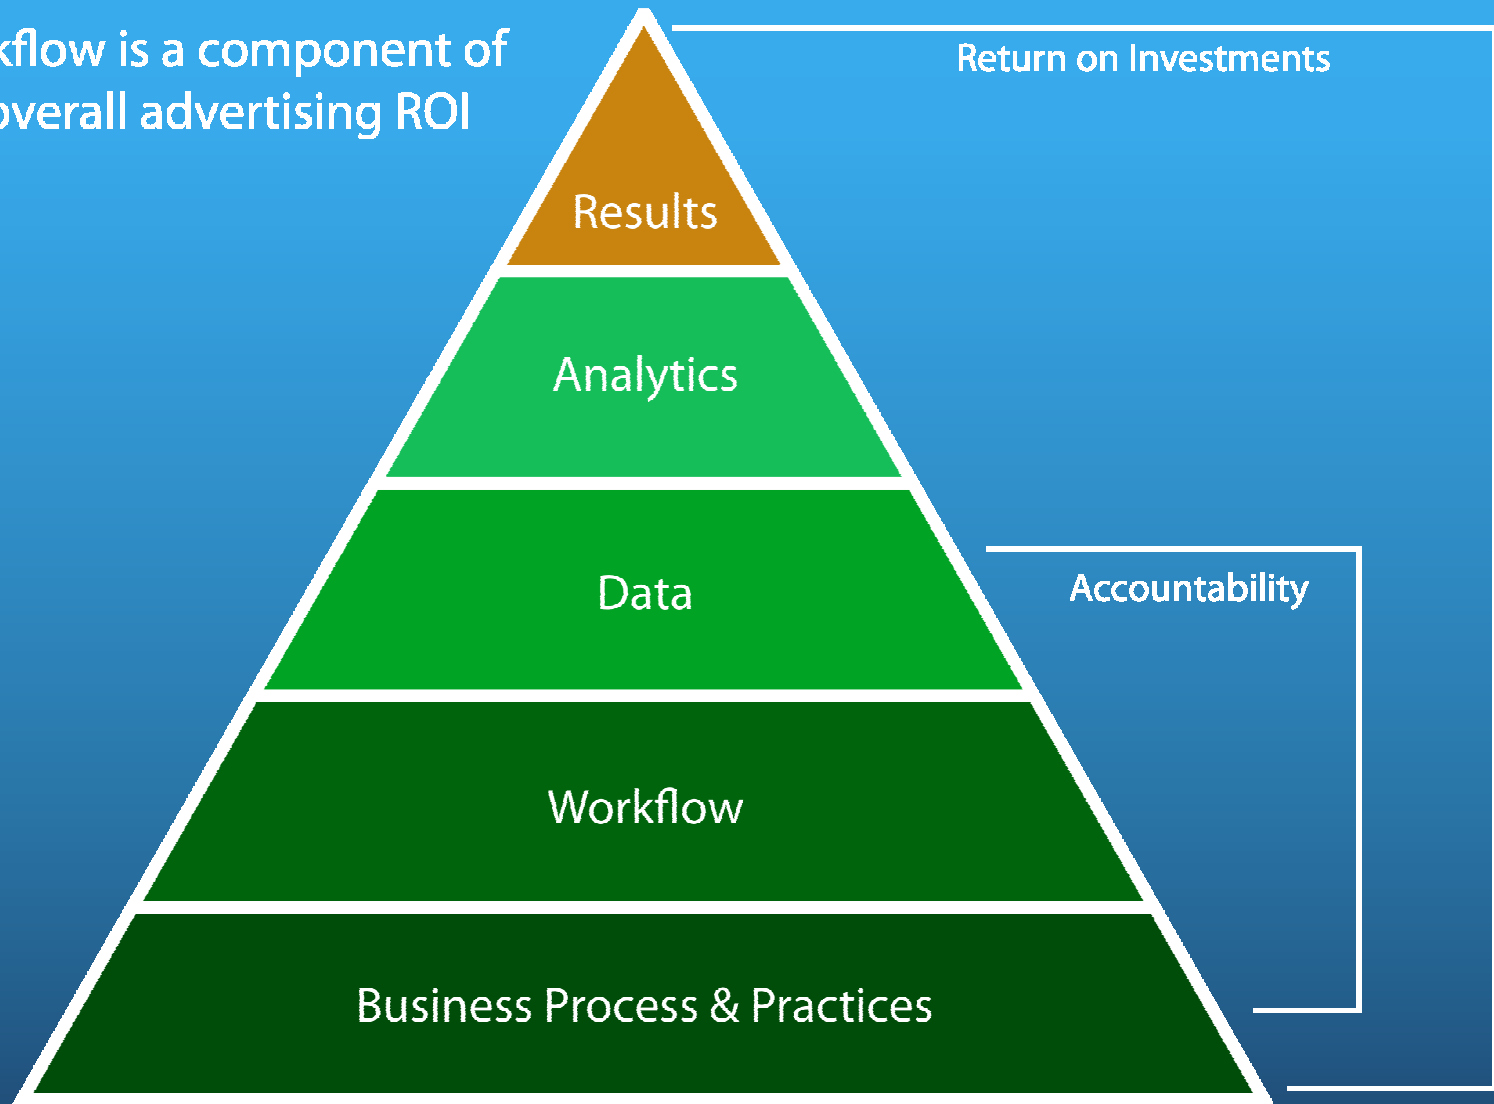 kflow is a component of
overall advertising ROI
Return on Investments
Results
Analytics
Data
Accountability
Workflow
Business Process & Practices